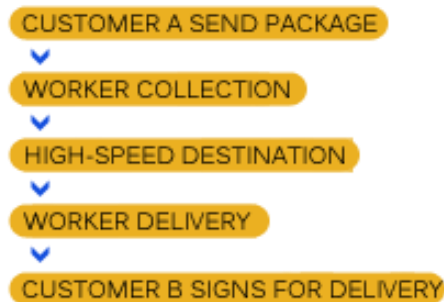 CUSTOMER A SEND PACKAGE
WORKER COLLECTION
HIGH-SPEED DESTINATION
WORKER DELIVERY
CUSTOMER B SIGNS FOR DELIVERY